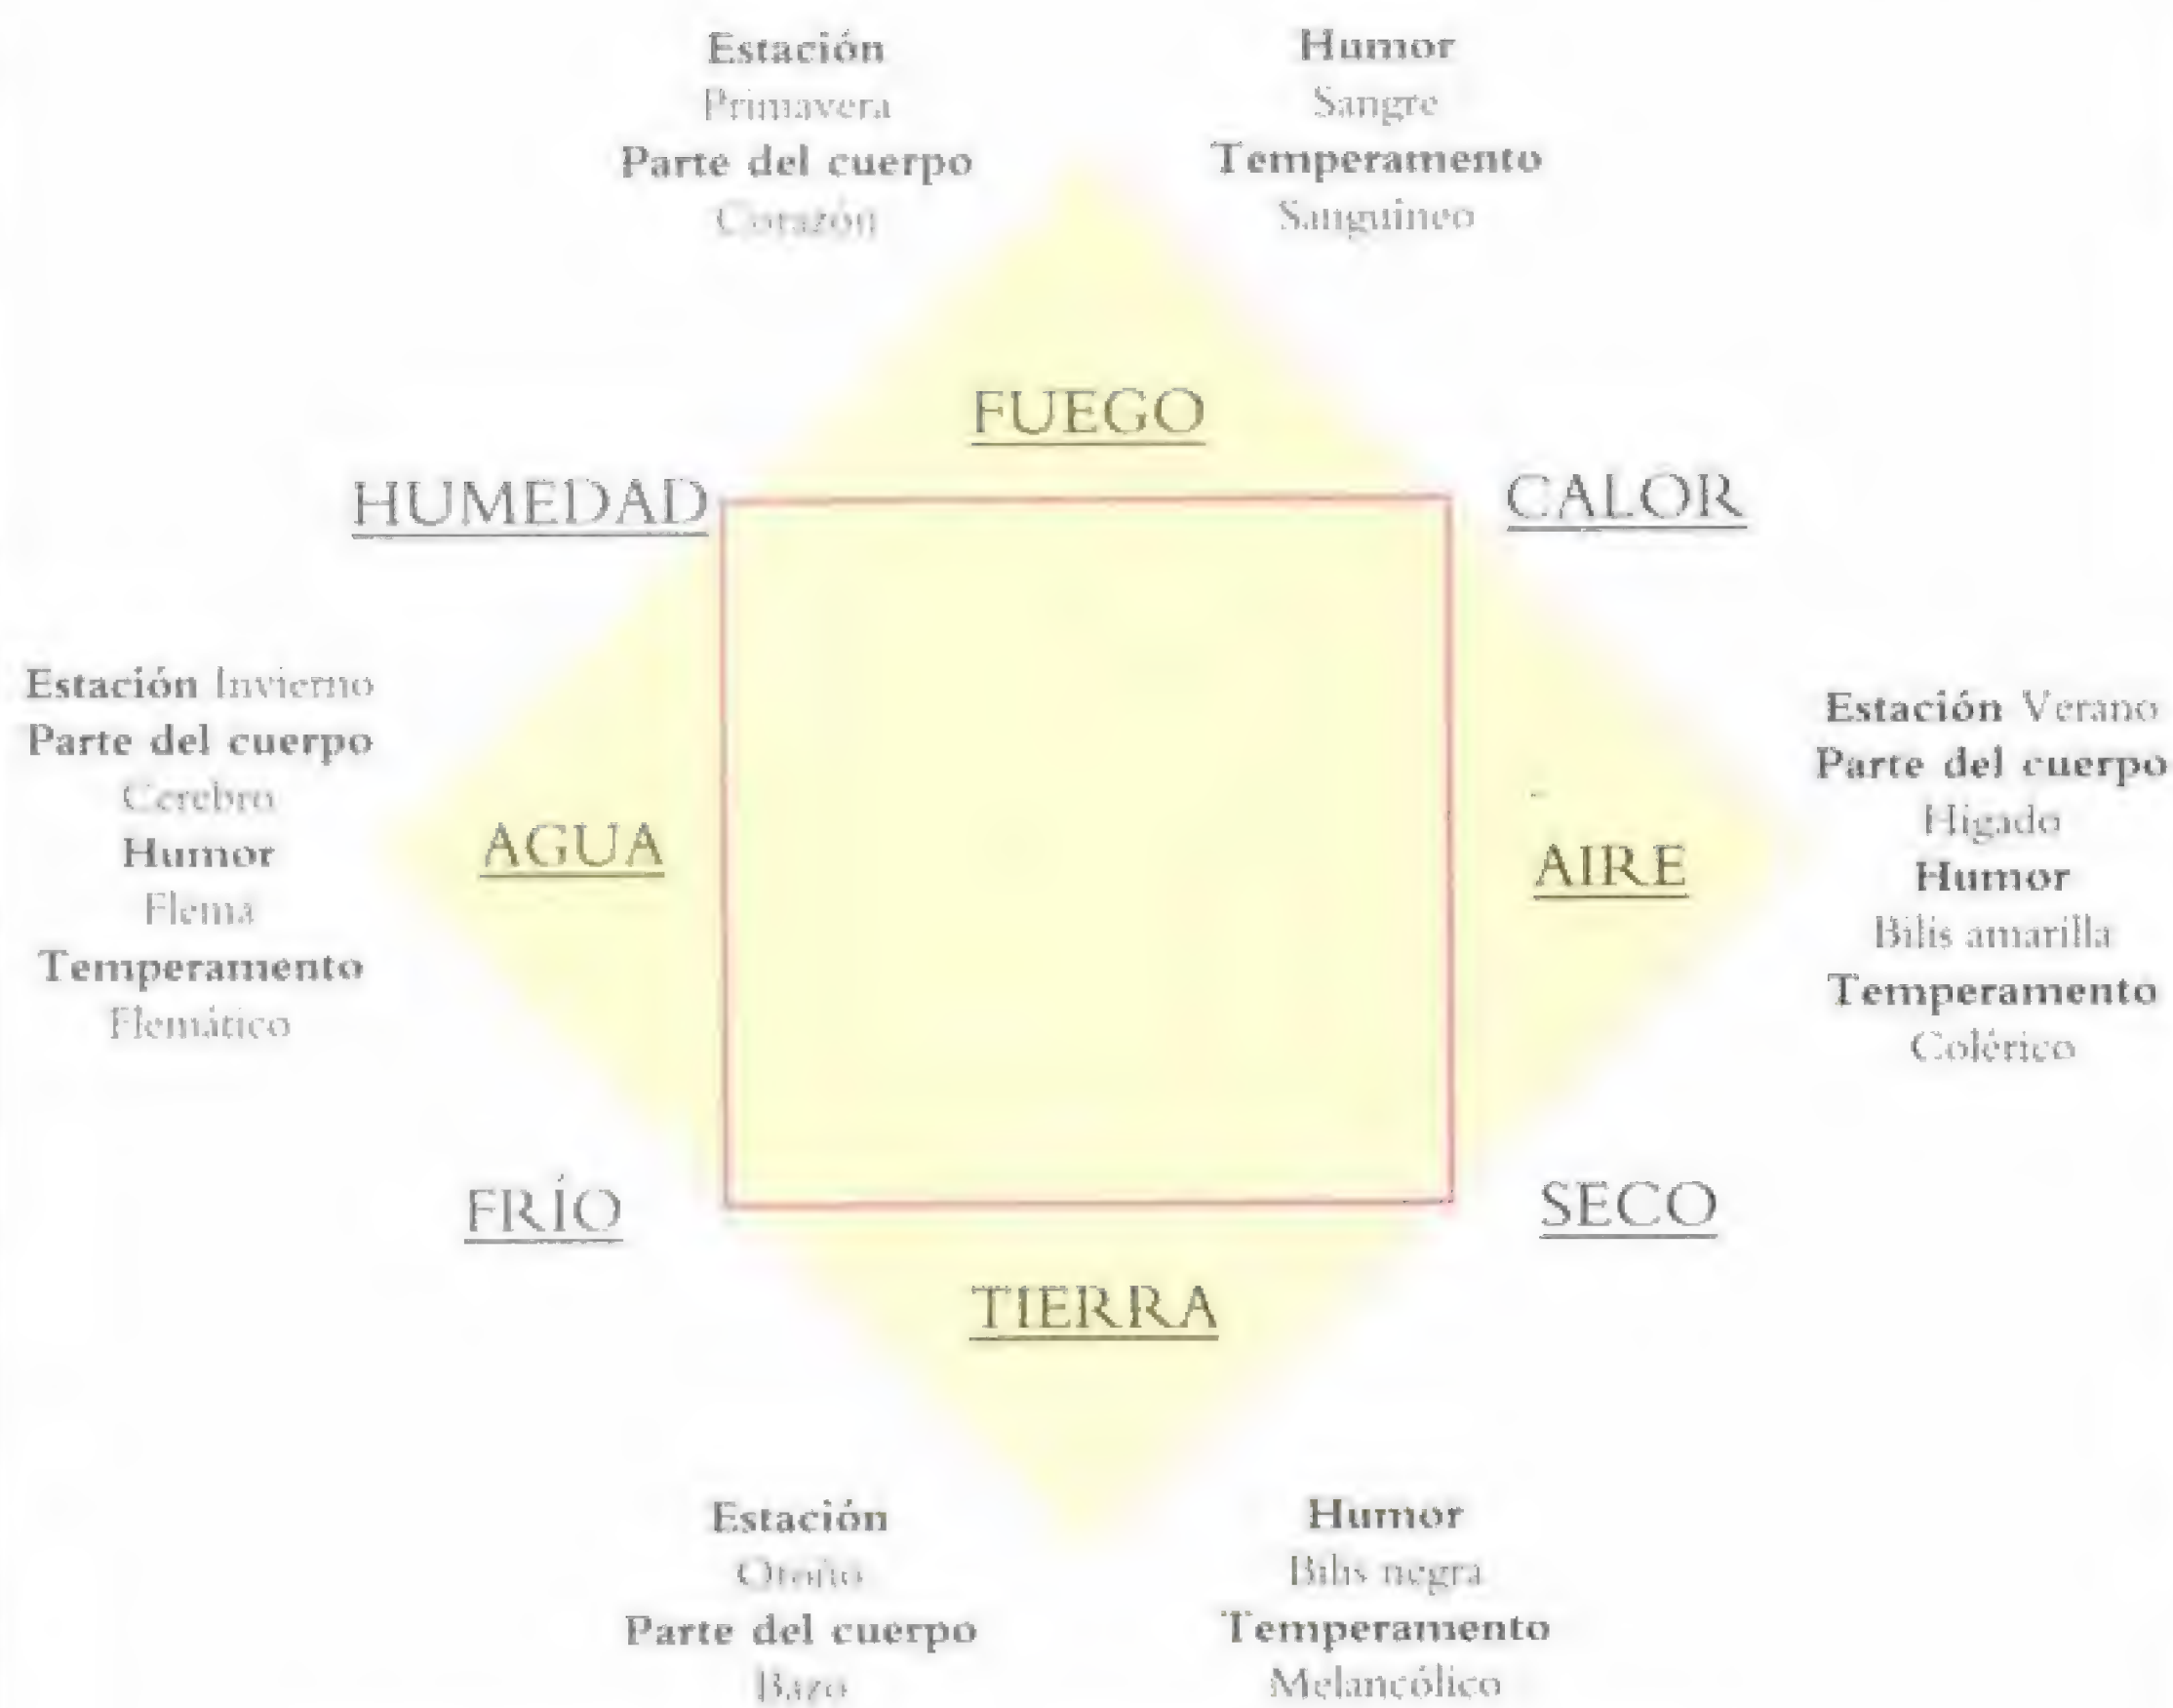 Estación
Primavera
Parte del cuerpo
Corazón
Humor
Sangre
Temperamento
Sanguíneo
FUEGO
HUMEDAD
CALOR
Estación Invierno
Parte del cuerpo
Cerebro
Humor
Flema
Temperamento
Flemático
AGUA
AIRE
Estación Verano
Parte del cuerpo
Hígado
Humor
Bilis amarilla
Temperamento
Colérico
FRÍO
SECO
TIERRA
Estación
Otoño
Parte del cuerpo
Bazo
Humor
Bilis negra
Temperamento
Melancólico